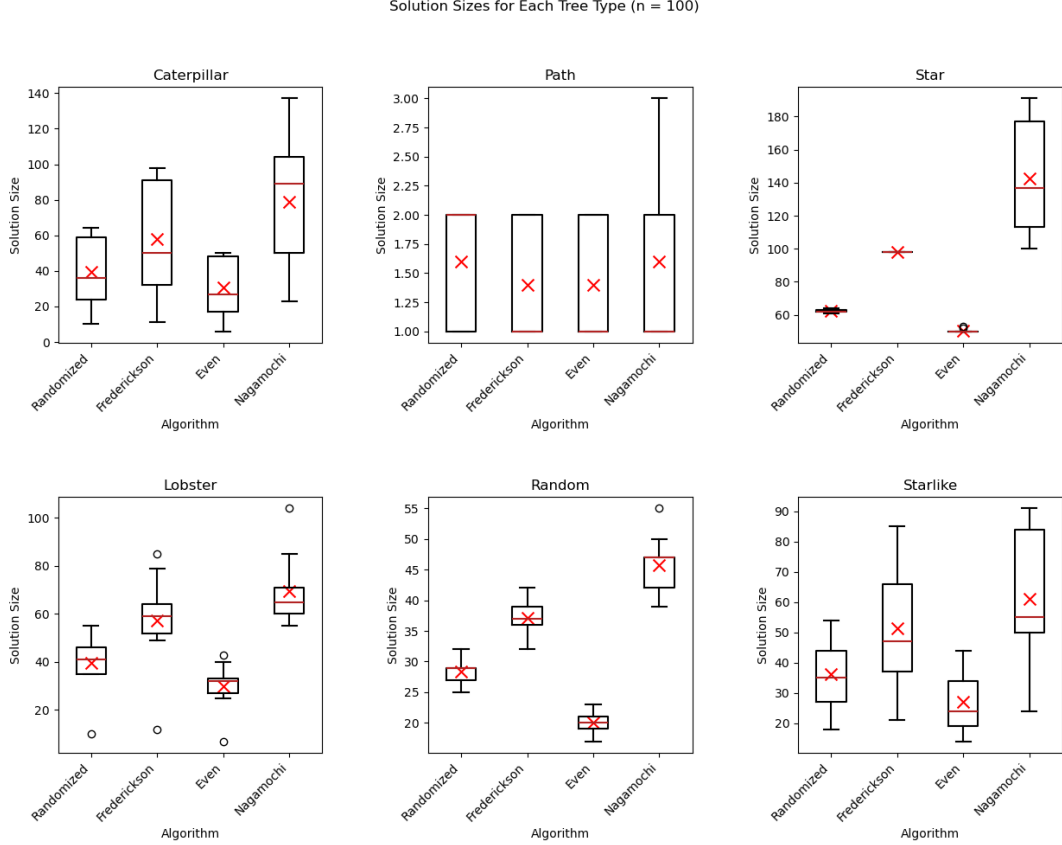 Solution Sizes for Each Tree Type (n = 100)
Caterpillar
Solution Size
140
120
100
80
60
40
20
0
Randomized
Frederickson
Even
Nagamochi
Algorithm
Path
Solution Size
3.00
2.75
2.50
2.25
2.00
1.75
1.50
1.25
1.00
Randomized
Frederickson
Even
Nagamochi
Algorithm
Star
Solution Size
180
160
140
120
100
80
60
Randomized
Frederickson
Even
Nagamochi
Algorithm
Lobster
Solution Size
100
80
60
40
20
Randomized
Frederickson
Even
Nagamochi
Algorithm
Random
Solution Size
55
50
45
40
35
30
25
20
Randomized
Frederickson
Even
Nagamochi
Algorithm
Starlike
Solution Size
90
80
70
60
50
40
30
20
Randomized
Frederickson
Even
Nagamochi
Algorithm